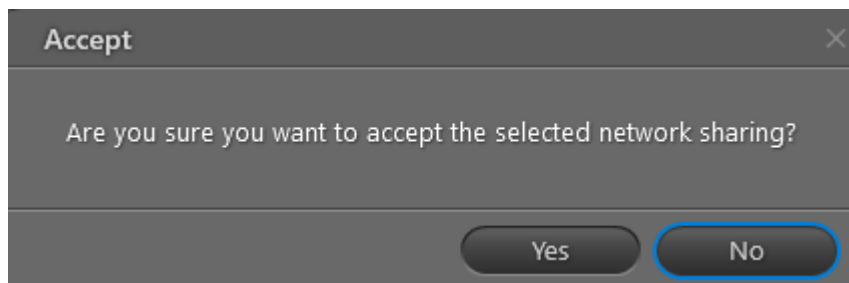 Accept
Are you sure you want to accept the selected network sharing?
Yes
No